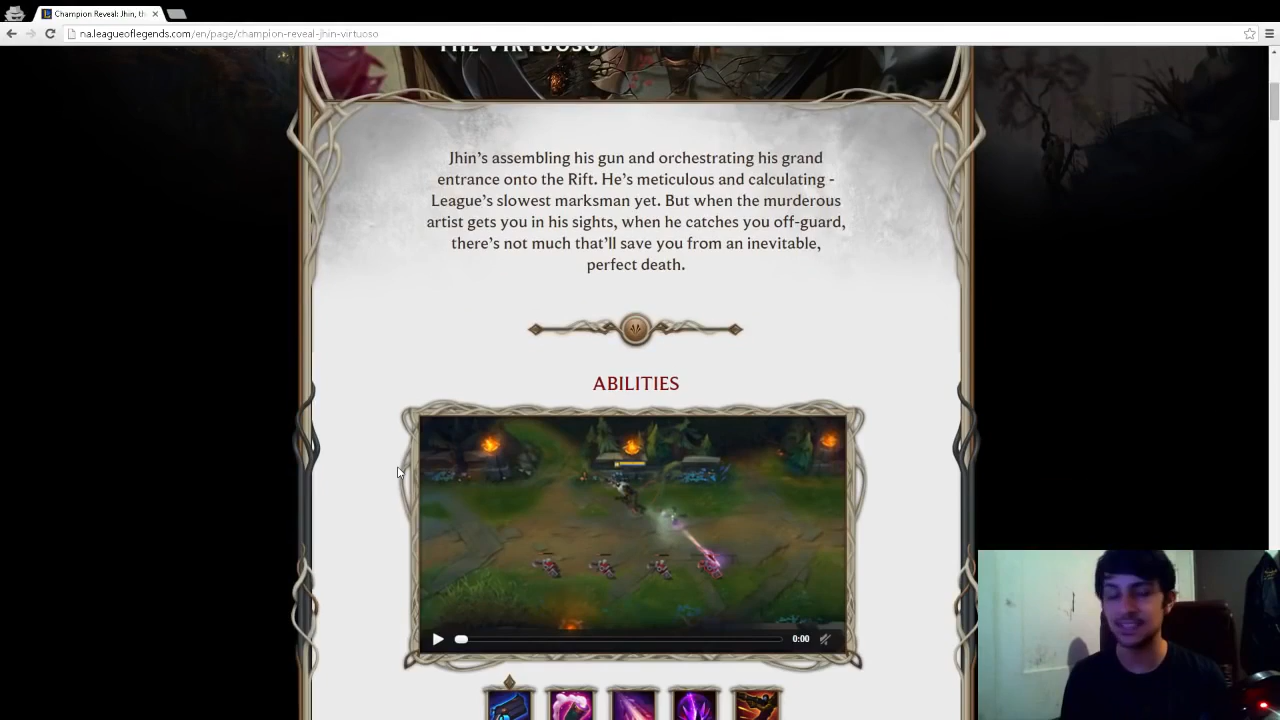 Champion Reveal: Jhin, th
na.leagueoflegends.com/en/page/champion-reveal-jhin-virtuoso
THE VIRTUOSO
Jhin's assembling his gun and orchestrating his grand
entrance onto the Rift. He's meticulous and calculating -
League's slowest marksman yet. But when the murderous
artist gets you in his sights, when he catches you off-guard,
there's not much that'll save you from an inevitable,
perfect death.
ABILITIES
0:00